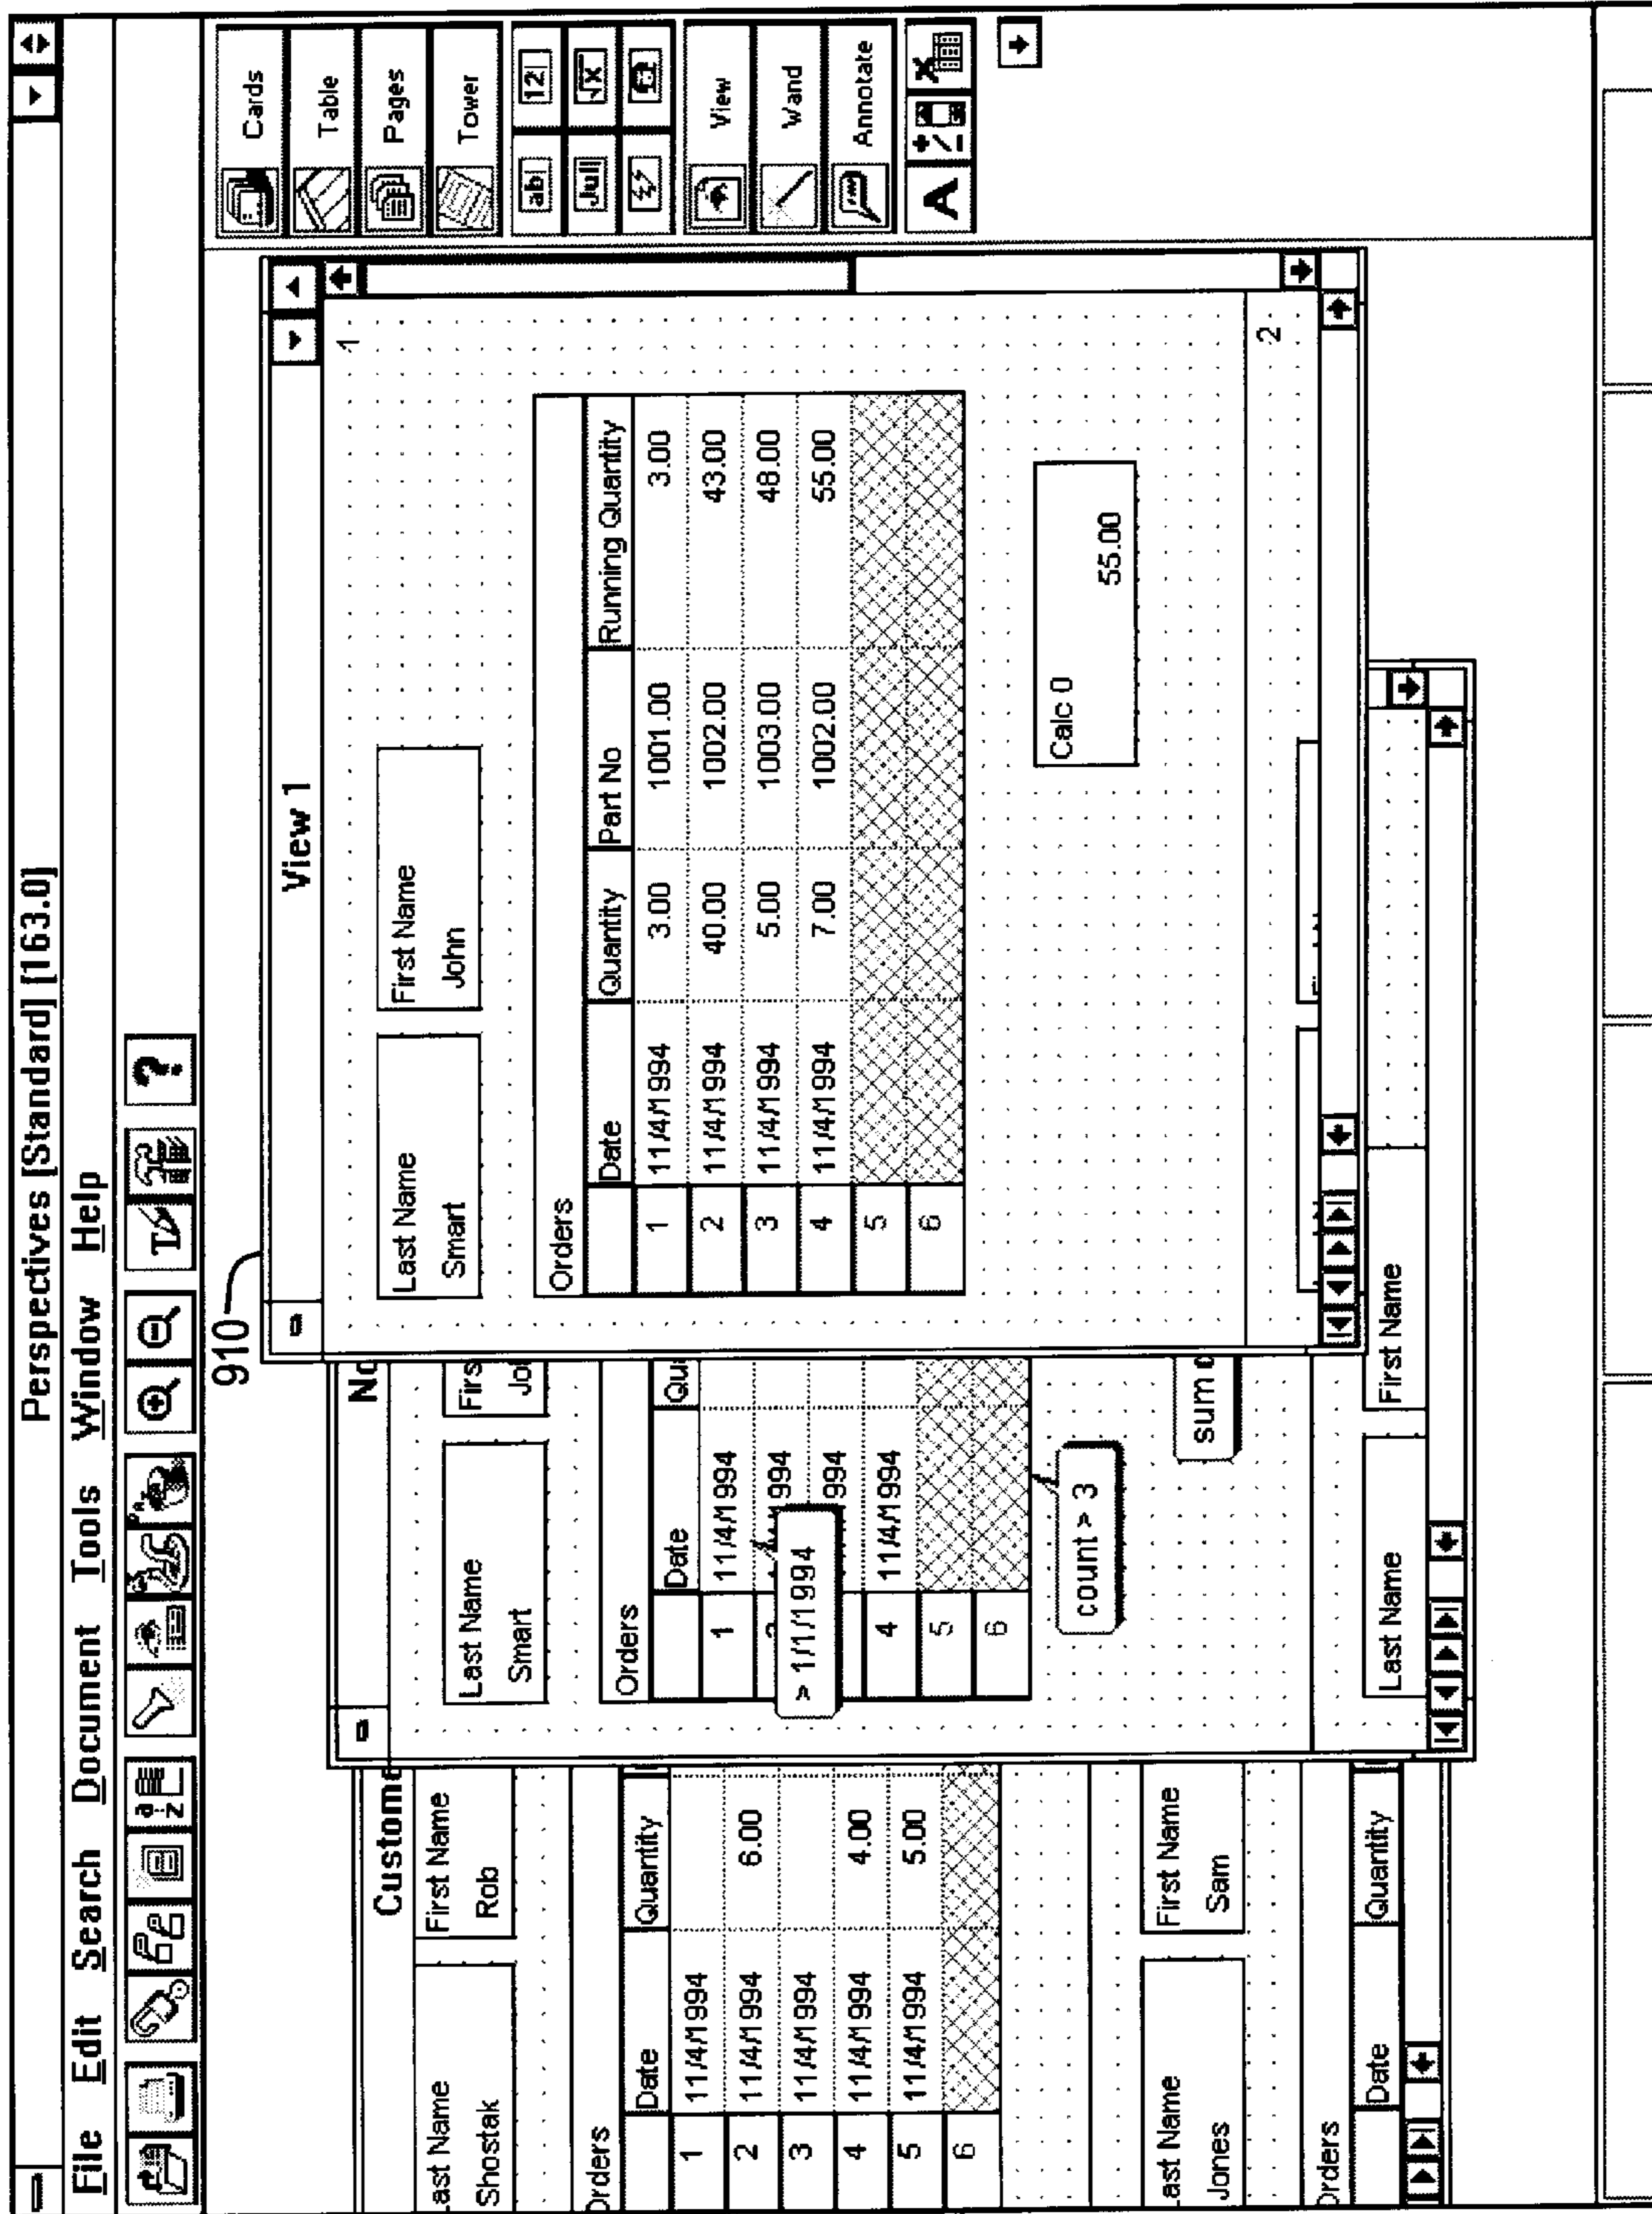 Perspectives [Standard] [163.0]
File Edit Search Document Tools Window Help
910
Custome
Last Name
Shostak
First Name
Rob
Orders
Date Quantity
1 11/4/1994
2 11/4/1994 6.00
3 11/4/1994
4 11/4/1994 4.00
5 11/4/1994 5.00
6
Last Name
Jones
First Name
Sam
Orders
Date Quantity
Last Name
Smart
Orders
Date
1 11/4/1994
> 1/1/1994
4 11/4/1994
5
6
count > 3
sum
Last Name First Name
View 1
1
Last Name
Smart
First Name
John
Orders
Date Quantity Part No Running Quantity
1 11/4/1994 3.00 1001.00 3.00
2 11/4/1994 40.00 1002.00 43.00
3 11/4/1994 5.00 1003.00 48.00
4 11/4/1994 7.00 1002.00 55.00
5
6
Calc 0
55.00
2
Cards
Table
Pages
Tower
ab 12
Jul √x
View
Wand
Annotate
A